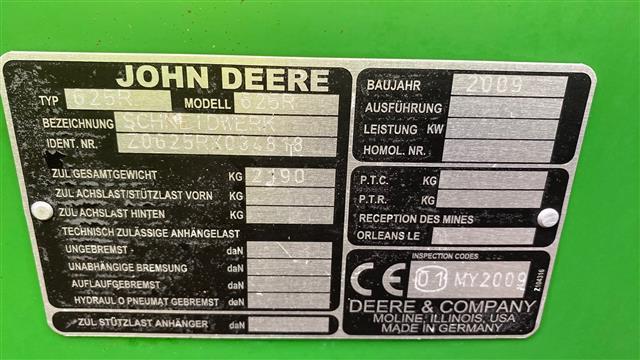 JOHN DEERE
TYP 625R MODELL 625R
BEZEICHNUNG SCHNEIDWERK
IDENT. NR.
ZUL.GESAMTGEWICHT KG 2390
ZUL ACHSLAST/STÜTZLAST VORN KG
ZUL ACHSLAST HINTEN KG
TECHNISCH ZULÄSSIGE ANHÄNGELAST
UNGEBREMST daN
UNABHÄNGIGE BREMSUNG daN
AUFLAUFGEBREMST daN
HYDRAUL O PNEUMAT GEBREMST daN
ZUL STÜTZLAST ANHÄNGER daN
BAUJAHR 2009
AUSFÜHRUNG
LEISTUNG KW
HOMOL. NR.
P.T.C. KG
P.T.R. KG
RECEPTION DES MINES
ORLEANS LE
INSPECTION CODES
CE 01 MY2009
Z104316
DEERE & COMPANY
MOLINE, ILLINOIS, USA
MADE IN GERMANY